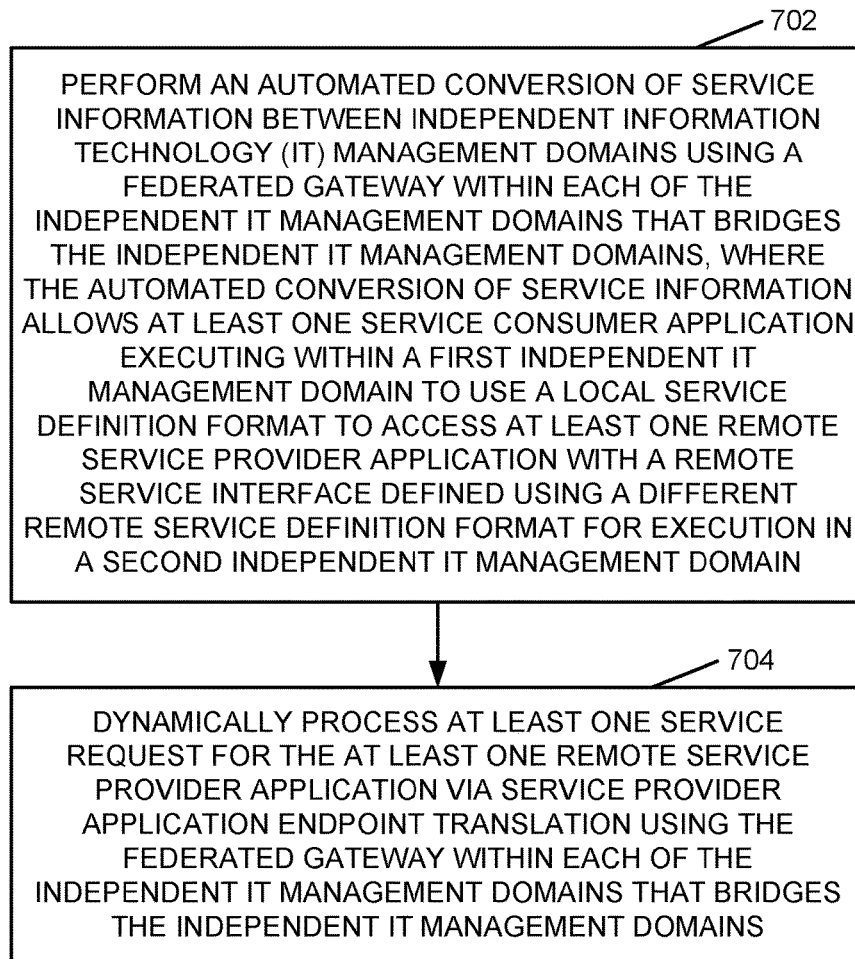 702
PERFORM AN AUTOMATED CONVERSION OF SERVICE
INFORMATION BETWEEN INDEPENDENT INFORMATION
TECHNOLOGY (IT) MANAGEMENT DOMAINS USING A
FEDERATED GATEWAY WITHIN EACH OF THE
INDEPENDENT IT MANAGEMENT DOMAINS THAT BRIDGES
THE INDEPENDENT IT MANAGEMENT DOMAINS, WHERE
THE AUTOMATED CONVERSION OF SERVICE INFORMATION
ALLOWS AT LEAST ONE SERVICE CONSUMER APPLICATION
EXECUTING WITHIN A FIRST INDEPENDENT IT
MANAGEMENT DOMAIN TO USE A LOCAL SERVICE
DEFINITION FORMAT TO ACCESS AT LEAST ONE REMOTE
SERVICE PROVIDER APPLICATION WITH A REMOTE
SERVICE INTERFACE DEFINED USING A DIFFERENT
REMOTE SERVICE DEFINITION FORMAT FOR EXECUTION IN
A SECOND INDEPENDENT IT MANAGEMENT DOMAIN
704
DYNAMICALLY PROCESS AT LEAST ONE SERVICE
REQUEST FOR THE AT LEAST ONE REMOTE SERVICE
PROVIDER APPLICATION VIA SERVICE PROVIDER
APPLICATION ENDPOINT TRANSLATION USING THE
FEDERATED GATEWAY WITHIN EACH OF THE
INDEPENDENT IT MANAGEMENT DOMAINS THAT BRIDGES
THE INDEPENDENT IT MANAGEMENT DOMAINS